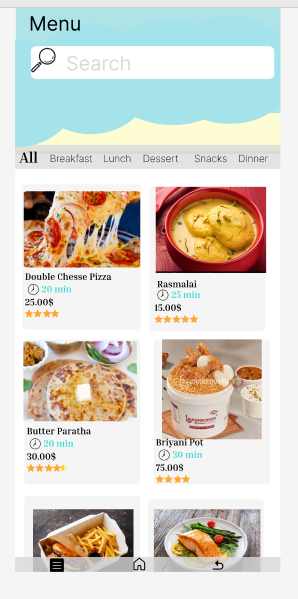 Menu
Search
All Breakfast Lunch Dessert Snacks Dinner
Double Chesse Pizza
20 min
25.00$
Rasmalai
25 min
15.00$
Butter Paratha
20 min
30.00$
Briyani Pot
30 min
75.00$